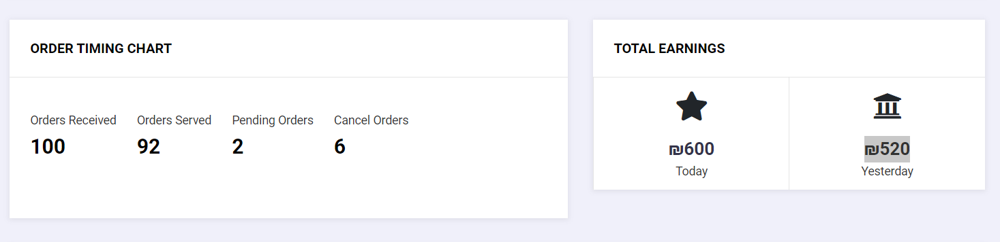 ORDER TIMING CHART
Orders Received Orders Served Pending Orders Cancel Orders
100 92 2 6
TOTAL EARNINGS
₪600
Today
₪520
Yesterday